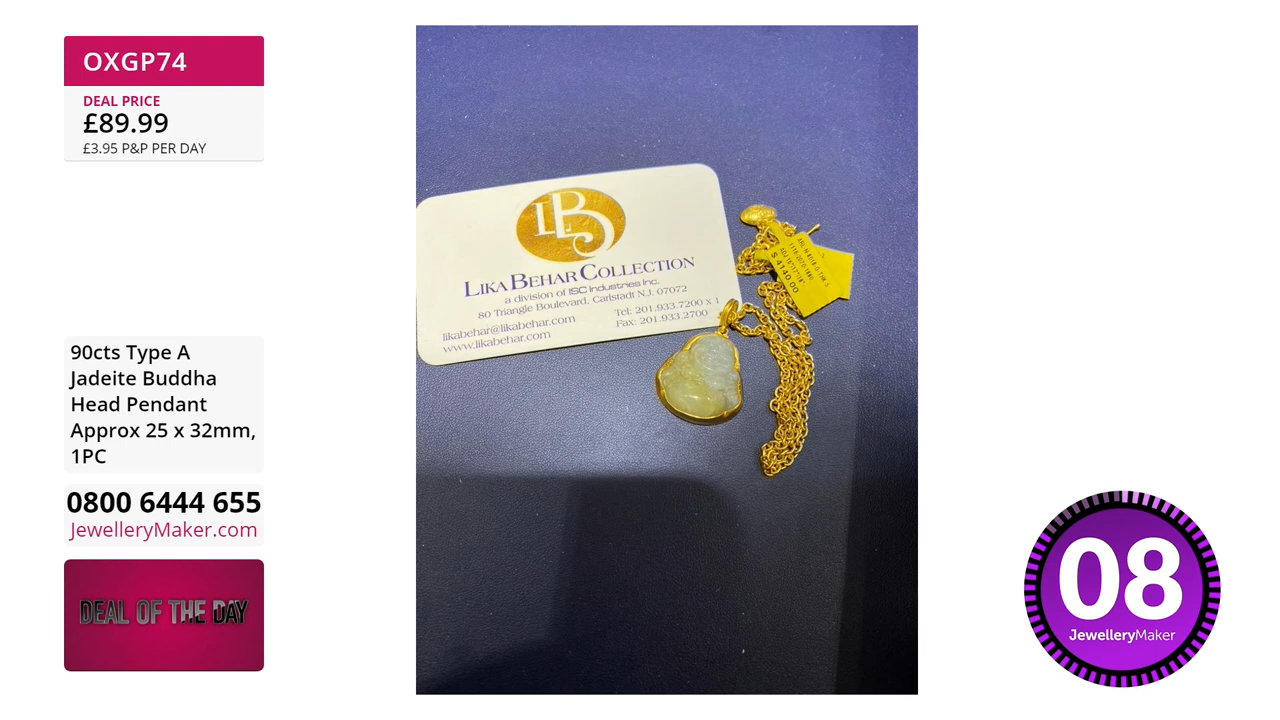 OXGP74
DEAL PRICE
£89.99
£3.95 P&P PER DAY
90cts Type A
Jadeite Buddha
Head Pendant
Approx 25 x 32mm,
1PC
0800 6444 655
JewelleryMaker.com
DEAL OF THE DAY
LB
LIKA BEHAR COLLECTION
a division of ISC Industries Inc.
80 Triangle Boulevard, Carlstadt N.J. 07072
likabehar@likabehar.com
www.likabehar.com
Tel: 201.933.7200 x 1
Fax: 201.933.2700
$ 4140.00
08
JewelleryMaker